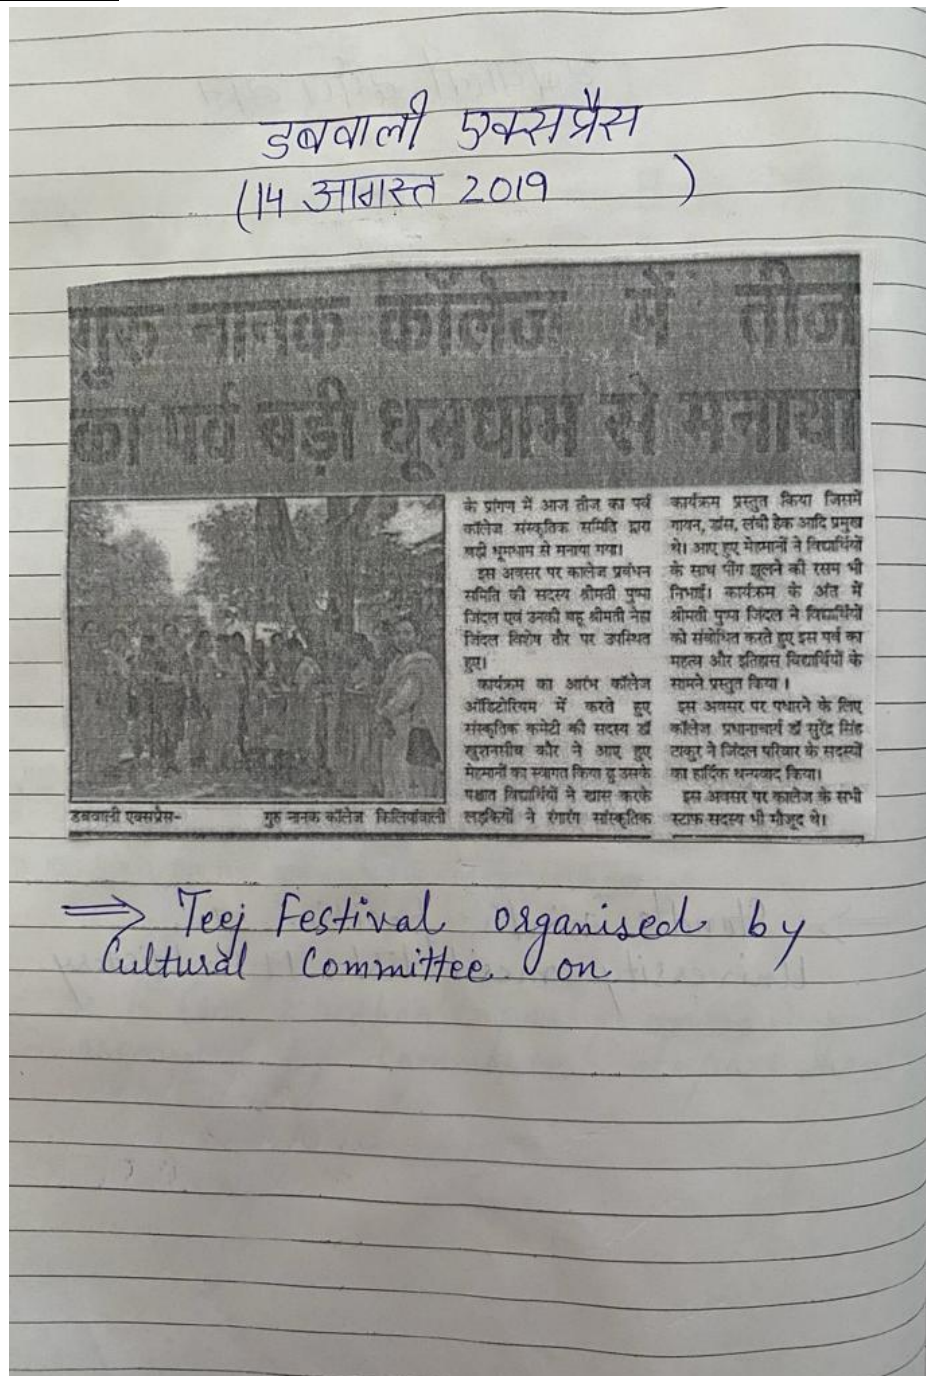 डबवाली एक्सप्रैस
(14 आगस्त 2019 )
गुरु नानक कॉलेज में तीज
का पर्व बड़ी धूमधाम से मनाया
डबवाली एक्सप्रैस- गुरु नानक कॉलेज किलियांवाली
के प्रांगण में आज तीज का पर्व
कॉलेज संस्कृतिक समिति द्वारा
बड़ी धूमधाम से मनाया गया।
इस अवसर पर कालेज प्रबंधन
समिति की सदस्य श्रीमती पुष्पा
जिंदल एवं उनकी बहू श्रीमती नेहा
जिंदल विशेष तौर पर उपस्थित
हुए।
कार्यक्रम का आरंभ कॉलेज
ऑडिटोरियम में करते हुए
संस्कृतिक कमेटी की सदस्य डॉ
खुशनसीब कौर ने आए हुए
मेहमानों का स्वागत किया द्व उसके
पश्चात विद्यार्थियों ने खास करके
लड़कियों ने रंगारंग सांस्कृतिक
कार्यक्रम प्रस्तुत किया जिसमें
गायन, डांस, लंबी हैक आदि प्रमुख
थे। आए हुए मेहमानों ने विद्यार्थियों
के साथ पींग झुलने की रसम भी
निभाई। कार्यक्रम के अंत में
श्रीमती पुष्पा जिंदल ने विद्यार्थियों
को संबोधित करते हुए इस पर्व का
महत्व और इतिहास विद्यार्थियों के
सामने प्रस्तुत किया ।
इस अवसर पर पधारने के लिए
कॉलेज प्रधानाचार्य डॉ सुरेंद्र सिंह
ठाकुर ने जिंदल परिवार के सदस्यों
का हार्दिक धन्यवाद किया।
इस अवसर पर कालेज के सभी
स्टाफ सदस्य भी मौजूद थे।
⇒ Teej Festival organised by
Cultural Committee on